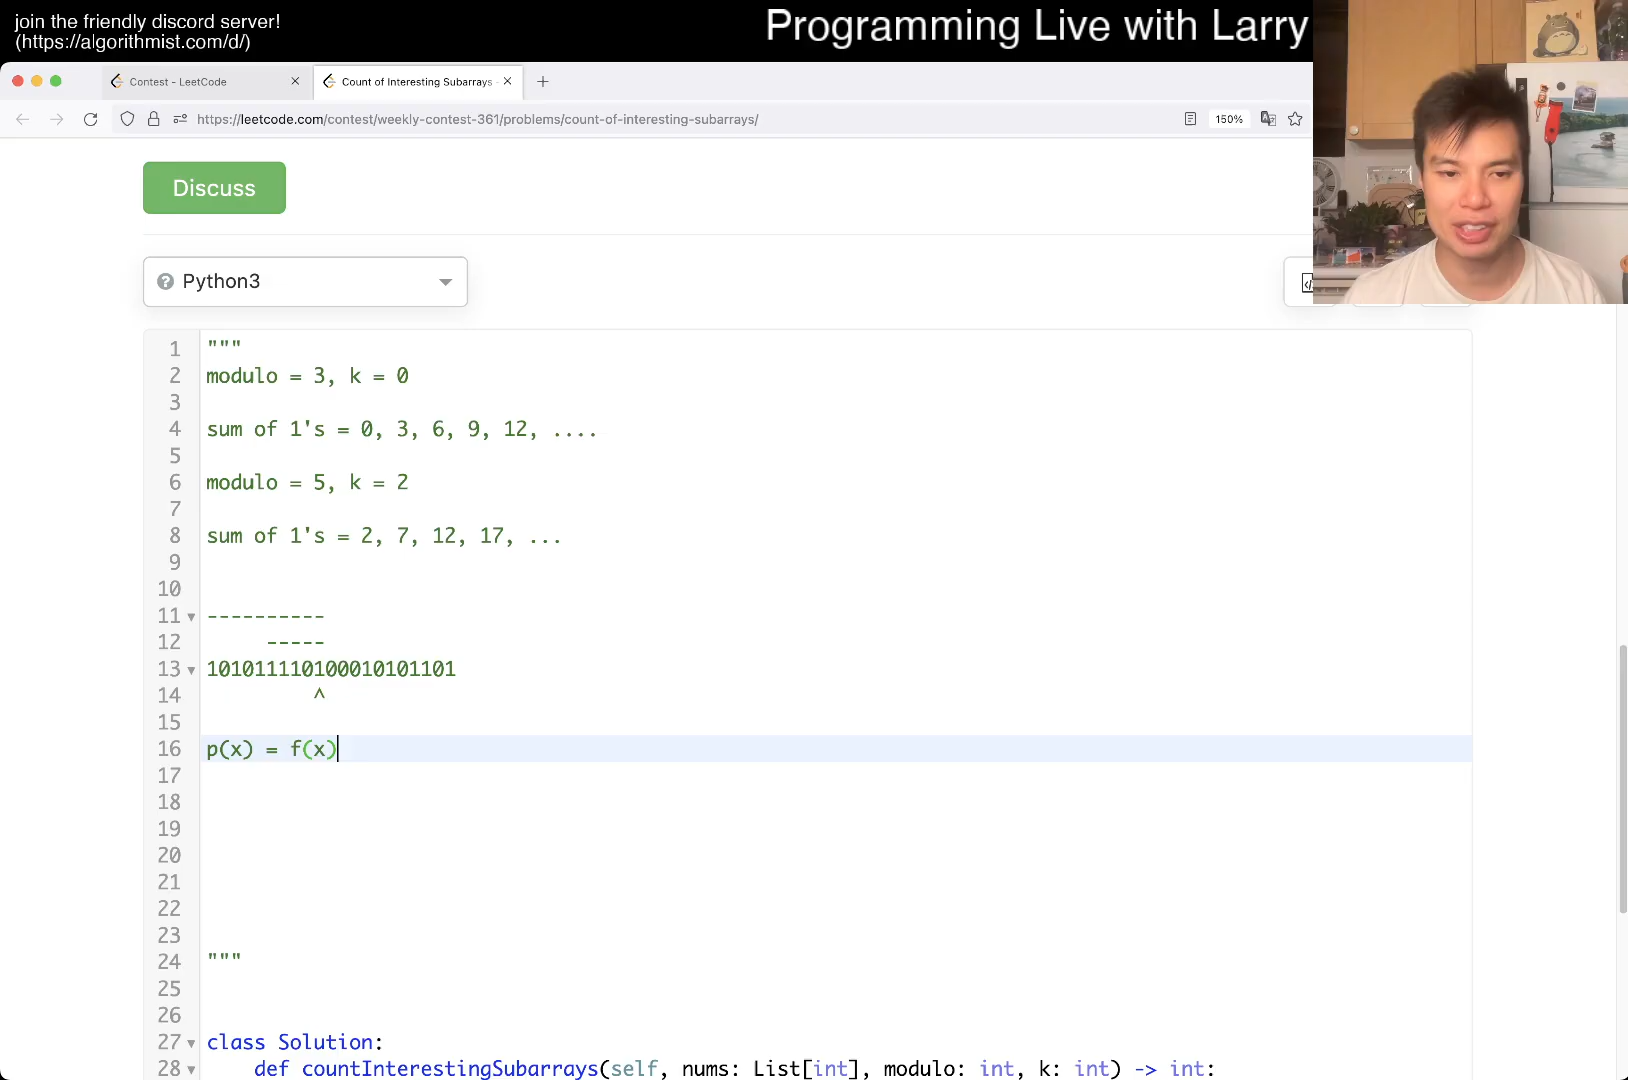 join the friendly discord server!
(https://algorithmist.com/d/)
Programming Live with Larry
Contest - LeetCode
Count of Interesting Subarrays -
https://leetcode.com/contest/weekly-contest-361/problems/count-of-interesting-subarrays/
150%
Discuss
Python3
1 """
2 modulo = 3, k = 0
3
4 sum of 1's = 0, 3, 6, 9, 12, ....
5
6 modulo = 5, k = 2
7
8 sum of 1's = 2, 7, 12, 17, ...
9
10
11 ----------
12 -----
13 101011110100010101101
14 ^
15
16 p(x) = f(x)
17
18
19
20
21
22
23
24 """
25
26
27 class Solution:
28 def countInterestingSubarrays(self, nums: List[int], modulo: int, k: int) -> int: